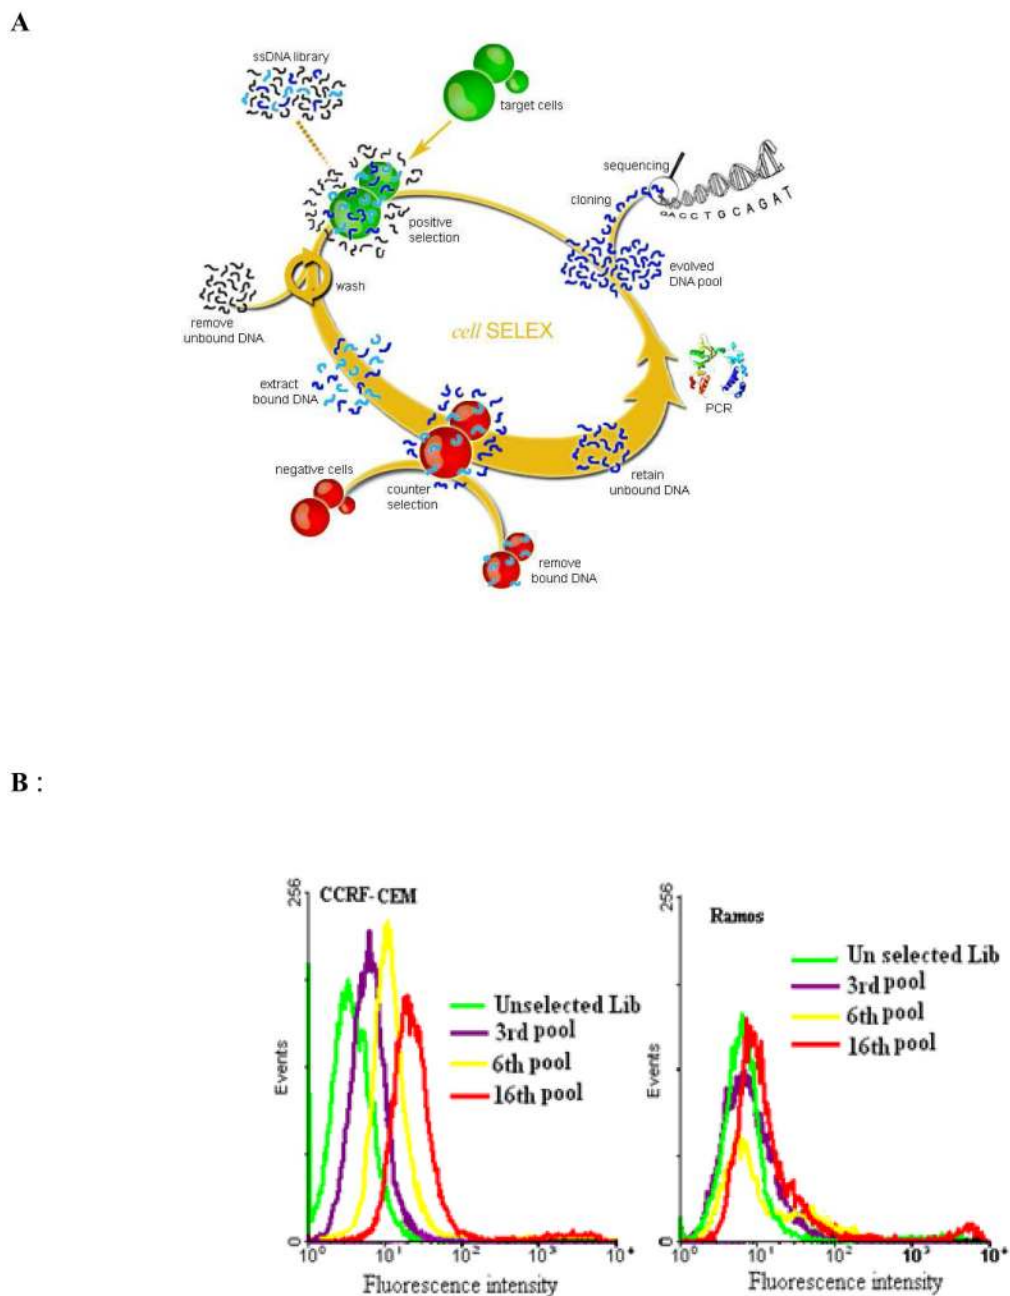 A
ssDNA library
target cells
sequencing
cloning
GACCTGCAGAT
positive
selection
evolved
DNA pool
wash
remove
unbound DNA
cell SELEX
extract
bound DNA
PCR
negative cells
counter
selection
retain
unbound DNA
remove
bound DNA
B :
256
CCRF-CEM
Unselected Lib
3rd pool
6th pool
16th pool
Events
0
10⁰ 10¹ 10² 10³ 10⁴
Fluorescence intensity
256
Ramos
Un selected Lib
3rd pool
6th pool
16th pool
Events
0
10⁰ 10¹ 10² 10³ 10⁴
Fluorescence intensity